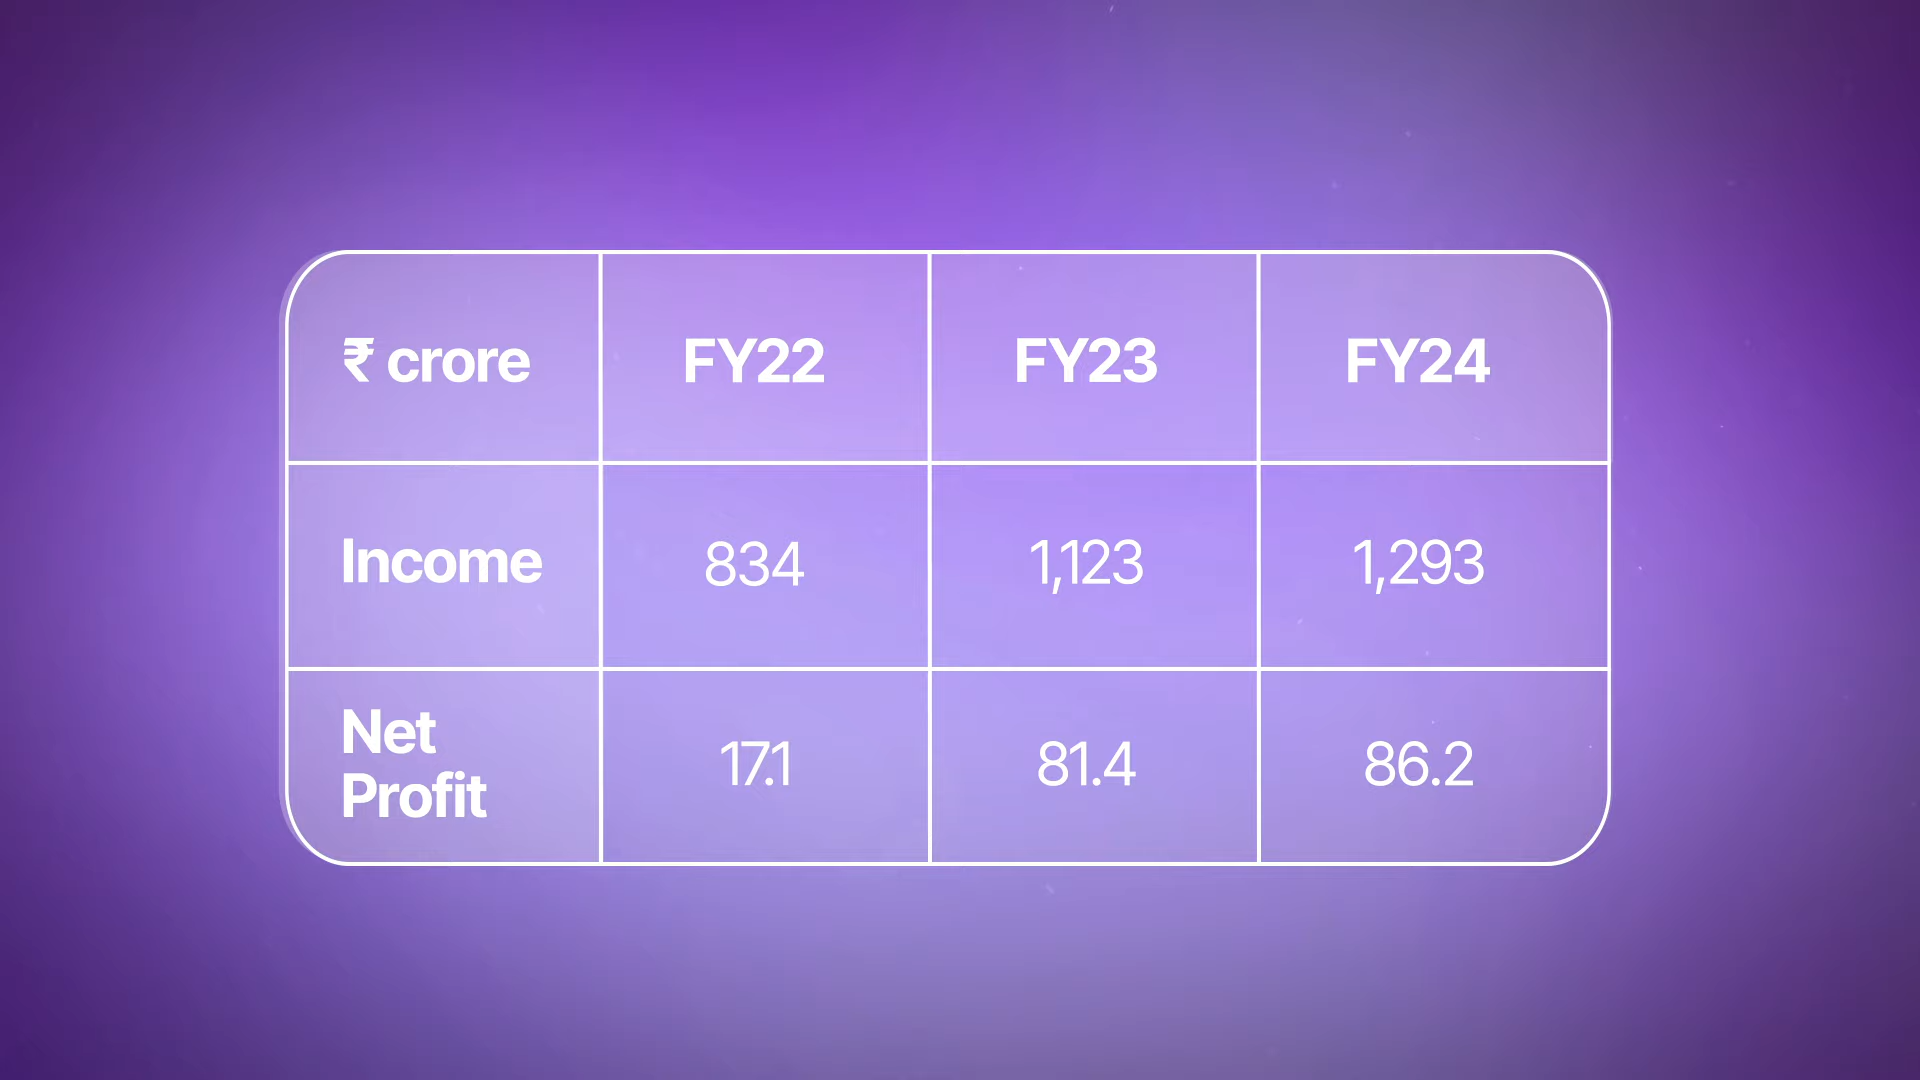 ₹ crore FY22 FY23 FY24
Income 834 1,123 1,293
Net
Profit 17.1 81.4 86.2